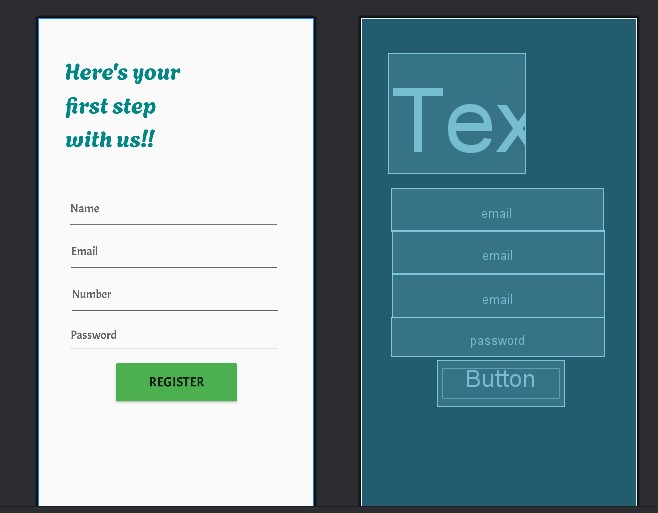 Here's your
first step
with us!!
Name
Email
Number
Password
REGISTER
Tex
email
email
email
password
Button